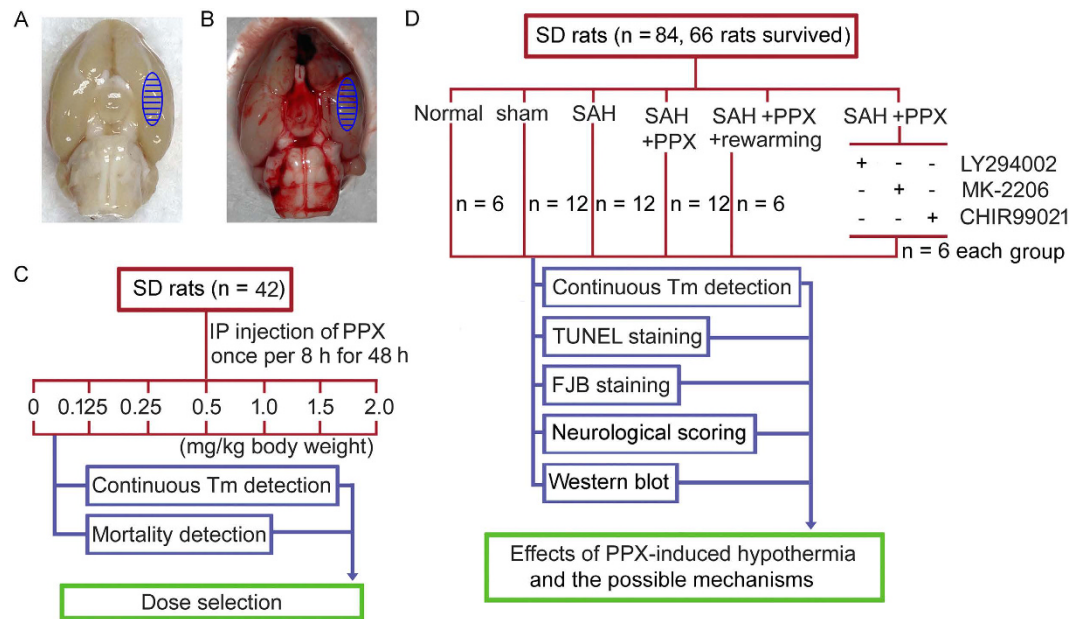 A
B
C
SD rats (n = 42)
IP injection of PPX
once per 8 h for 48 h
0 0.125 0.25 0.5 1.0 1.5 2.0
(mg/kg body weight)
Continuous Tm detection
Mortality detection
Dose selection
D
SD rats (n = 84, 66 rats survived)
Normal sham SAH SAH SAH +PPX SAH +PPX
+PPX +rewarming
+ - - LY294002
- + - MK-2206
- - + CHIR99021
n = 6 n = 12 n = 12 n = 12 n = 6
n = 6 each group
Continuous Tm detection
TUNEL staining
FJB staining
Neurological scoring
Western blot
Effects of PPX-induced hypothermia
and the possible mechanisms